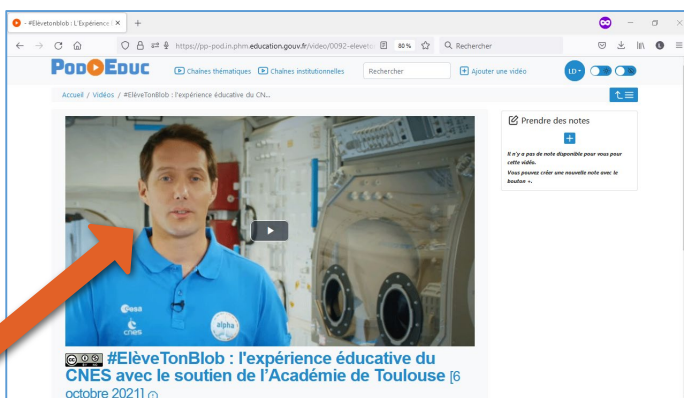 - #Elevetonblob : L'Expérience
https://pp-pod.in.phm.education.gouv.fr/video/0092-eleveto
80 %
Rechercher
POD EDUC
Chaînes thématiques
Chaînes institutionnelles
Rechercher
Ajouter une vidéo
LD
Accueil / Vidéos / #ElèveTonBlob : l'expérience éducative du CN...
Prendre des notes
Il n'y a pas de note disponible pour vous pour
cette vidéo.
Vous pouvez créer une nouvelle note avec le
bouton +.
esa
cnes
alpha
#ElèveTonBlob : l'expérience éducative du
CNES avec le soutien de l'Académie de Toulouse [6
octobre 2021]